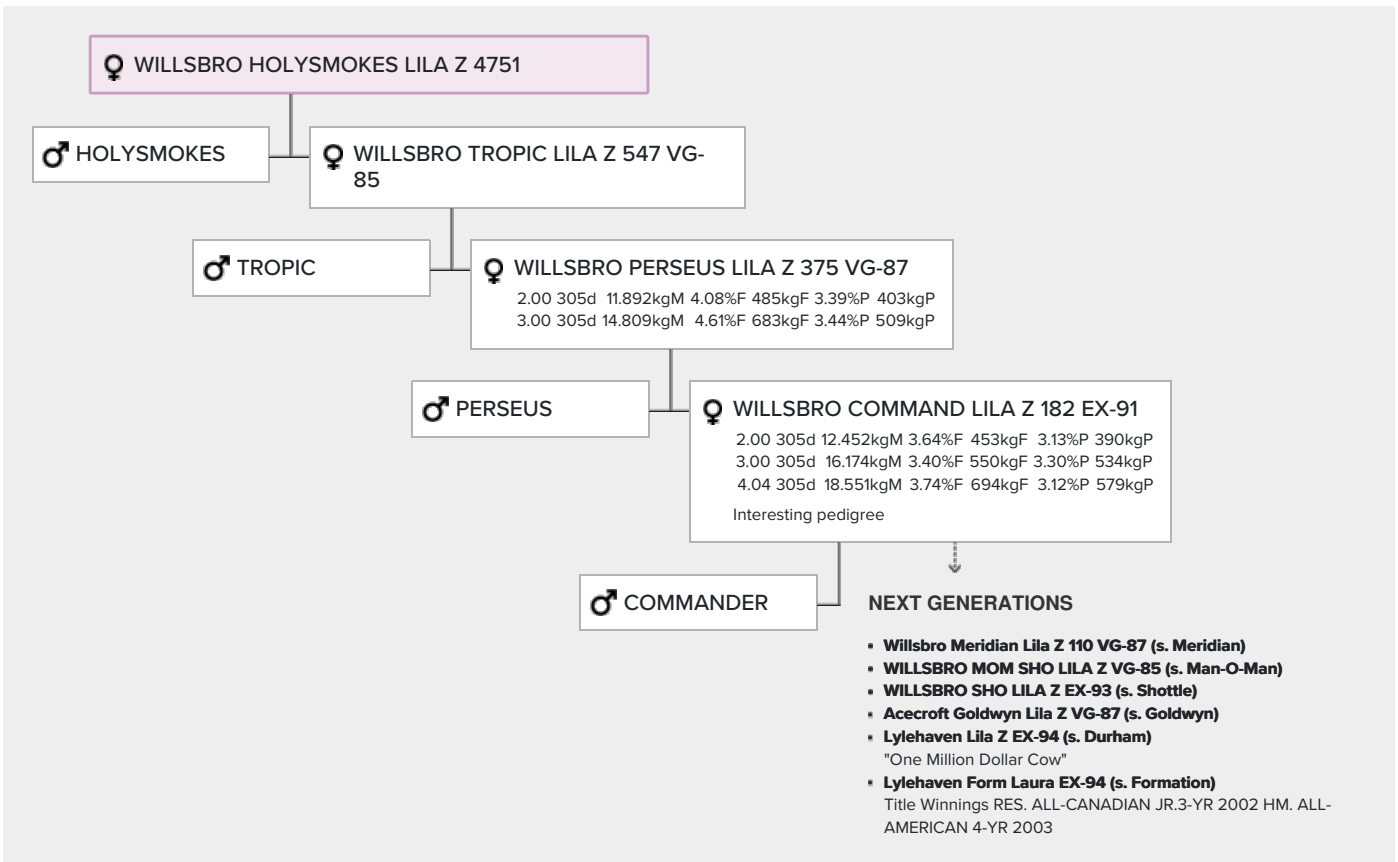 WILLSBRO HOLYSMOKES LILA Z 4751
HOLYSMOKES
WILLSBRO TROPIC LILA Z 547 VG-
85
TROPIC
WILLSBRO PERSEUS LILA Z 375 VG-87
2.00 305d 11.892kgM 4.08%F 485kgF 3.39%P 403kgP
3.00 305d 14.809kgM 4.61%F 683kgF 3.44%P 509kgP
PERSEUS
WILLSBRO COMMAND LILA Z 182 EX-91
2.00 305d 12.452kgM 3.64%F 453kgF 3.13%P 390kgP
3.00 305d 16.174kgM 3.40%F 550kgF 3.30%P 534kgP
4.04 305d 18.551kgM 3.74%F 694kgF 3.12%P 579kgP
Interesting pedigree
COMMANDER
NEXT GENERATIONS
• Willsbro Meridian Lila Z 110 VG-87 (s. Meridian)
• WILLSBRO MOM SHO LILA Z VG-85 (s. Man-O-Man)
• WILLSBRO SHO LILA Z EX-93 (s. Shottle)
• Acecroft Goldwyn Lila Z VG-87 (s. Goldwyn)
• Lylehaven Lila Z EX-94 (s. Durham)
"One Million Dollar Cow"
• Lylehaven Form Laura EX-94 (s. Formation)
Title Winnings RES. ALL-CANADIAN JR.3-YR 2002 HM. ALL-
AMERICAN 4-YR 2003